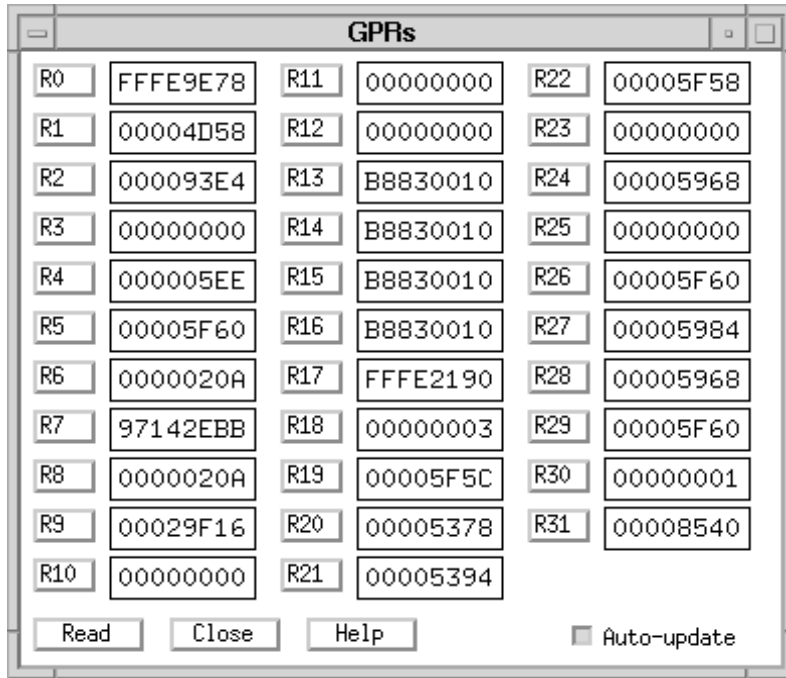 GPRs
R0 FFFE9E78 R11 00000000 R22 00005F58
R1 00004D58 R12 00000000 R23 00000000
R2 000093E4 R13 B8830010 R24 00005968
R3 00000000 R14 B8830010 R25 00000000
R4 000005EE R15 B8830010 R26 00005F60
R5 00005F60 R16 B8830010 R27 00005984
R6 0000020A R17 FFFE2190 R28 00005968
R7 97142EBB R18 00000003 R29 00005F60
R8 0000020A R19 00005F5C R30 00000001
R9 00029F16 R20 00005378 R31 00008540
R10 00000000 R21 00005394
Read Close Help Auto-update